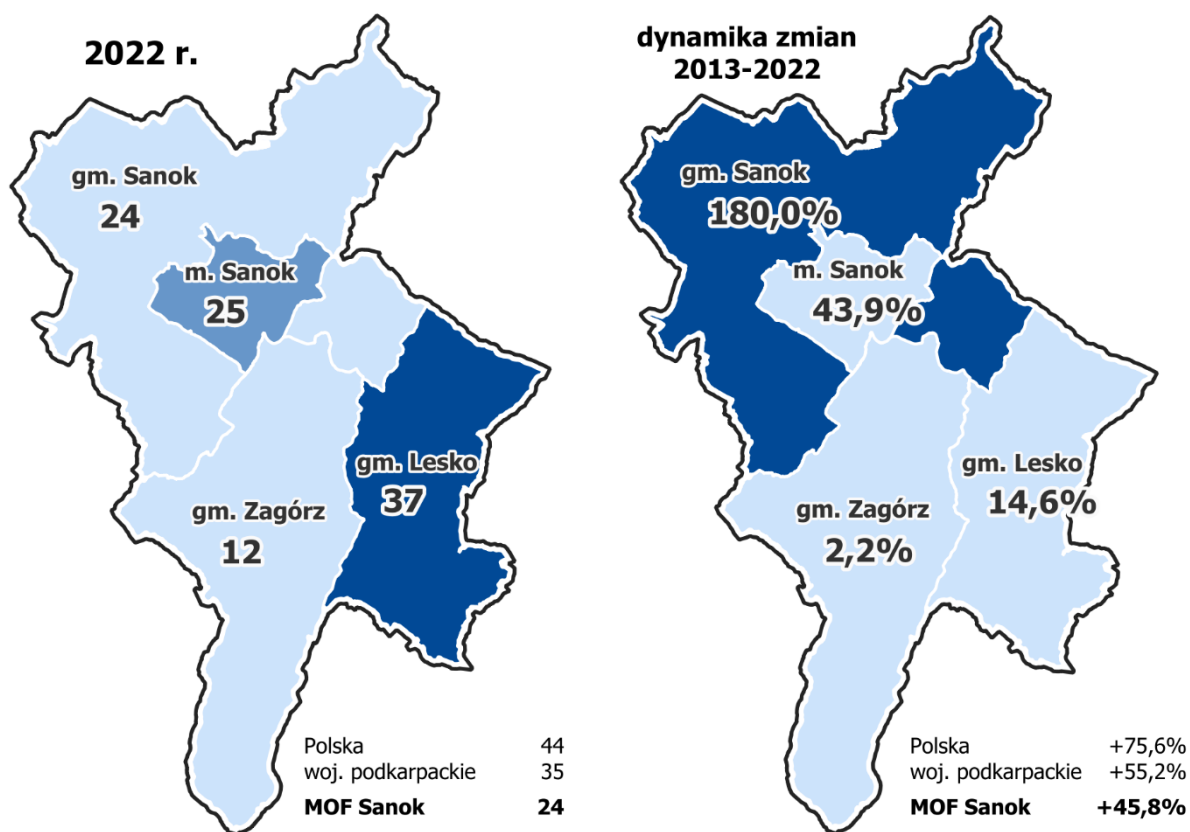 2022 r.
gm. Sanok
24
m. Sanok
25
gm. Lesko
37
gm. Zagórz
12
Polska 44
woj. podkarpackie 35
MOF Sanok 24
dynamika zmian
2013-2022
gm. Sanok
180,0%
m. Sanok
43,9%
gm. Lesko
14,6%
gm. Zagórz
2,2%
Polska +75,6%
woj. podkarpackie +55,2%
MOF Sanok +45,8%